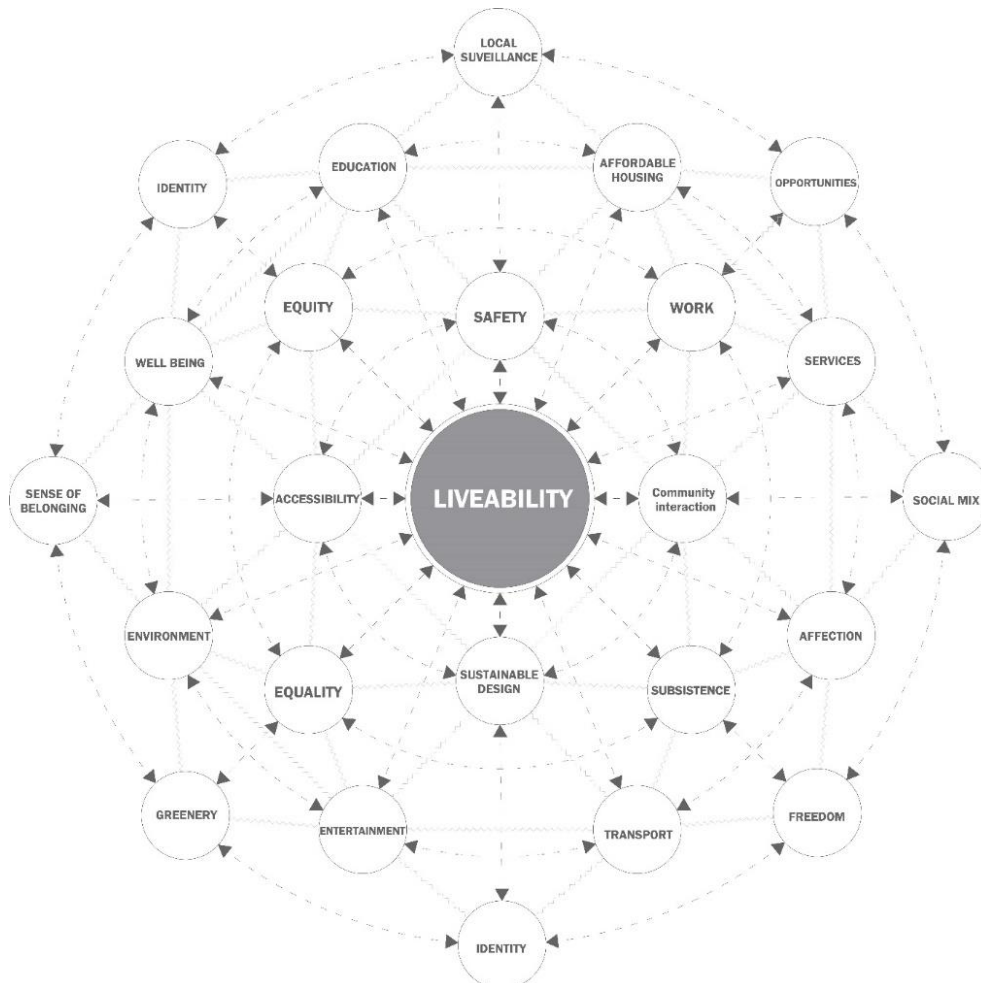 LOCAL
SUVEILLANCE
EDUCATION
AFFORDABLE
HOUSING
IDENTITY
OPPORTUNITIES
EQUITY
SAFETY
WORK
WELL BEING
SERVICES
SENSE OF
BELONGING
ACCESSIBILITY
LIVEABILITY
Community
interaction
SOCIAL MIX
ENVIRONMENT
AFFECTION
EQUALITY
SUSTAINABLE
DESIGN
SUBSISTENCE
GREENERY
ENTERTAINMENT
TRANSPORT
FREEDOM
IDENTITY